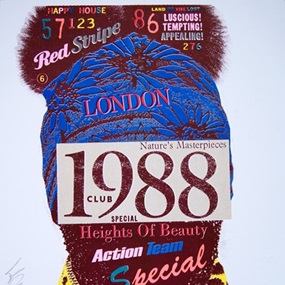 HAPPY HOUSE
57123
86
LAND
LUSCIOUS!
TEMPTING!
APPEALING!
276
Red Stripe
6
LONDON
Nature's Masterpieces
1988
CLUB
SPECIAL
Heights Of Beauty
Action Team
Special